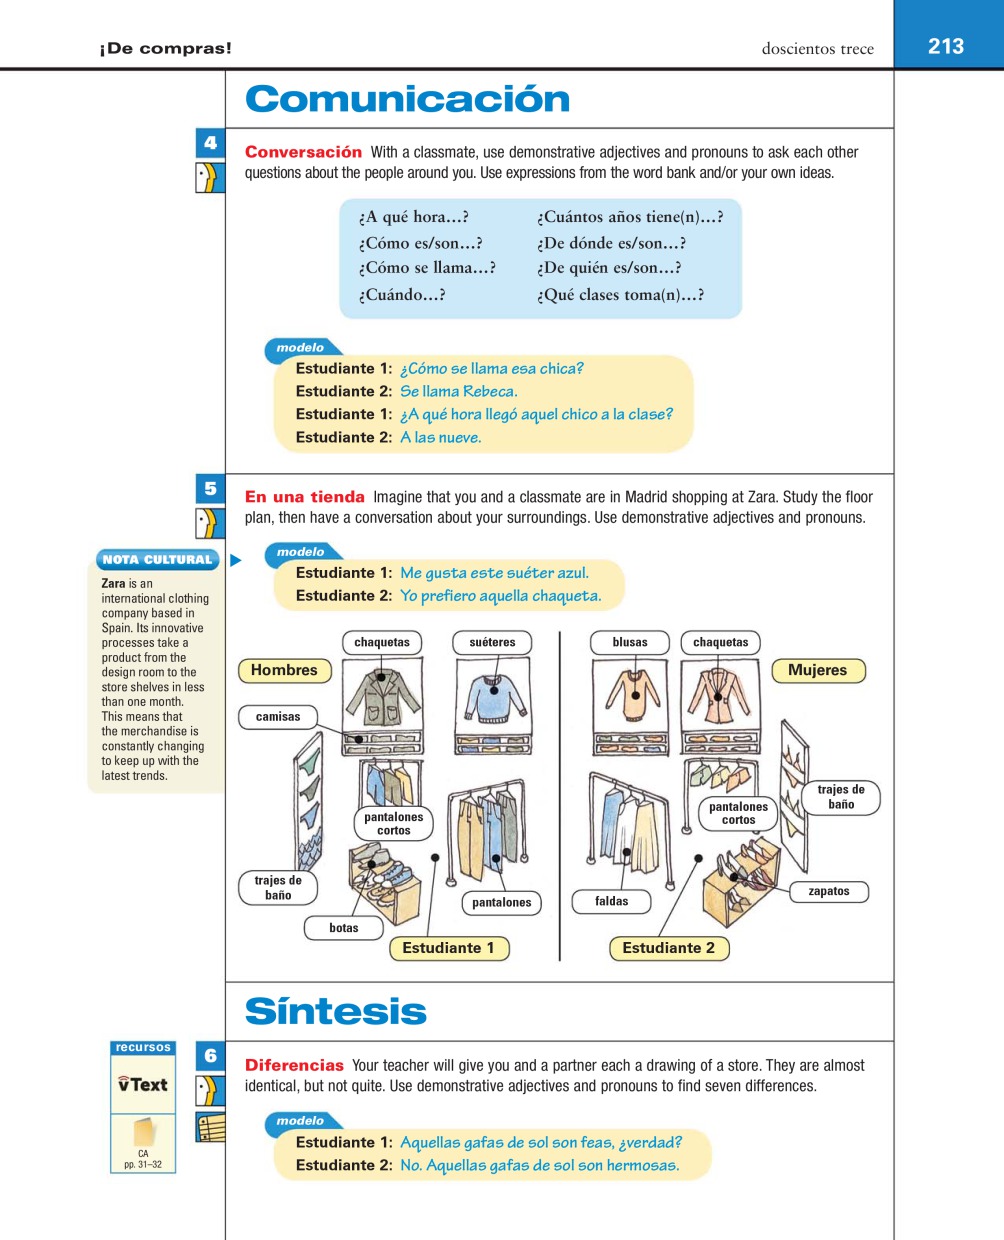 ¡De compras!
doscientos trece
213
Comunicación
4
Conversación With a classmate, use demonstrative adjectives and pronouns to ask each other
questions about the people around you. Use expressions from the word bank and/or your own ideas.
¿A qué hora…?
¿Cuántos años tiene(n)…?
¿Cómo es/son…?
¿De dónde es/son…?
¿Cómo se llama…?
¿De quién es/son…?
¿Cuándo…?
¿Qué clases toma(n)…?
modelo
Estudiante 1: ¿Cómo se llama esa chica?
Estudiante 2: Se llama Rebeca.
Estudiante 1: ¿A qué hora llegó aquel chico a la clase?
Estudiante 2: A las nueve.
5
En una tienda Imagine that you and a classmate are in Madrid shopping at Zara. Study the floor
plan, then have a conversation about your surroundings. Use demonstrative adjectives and pronouns.
NOTA CULTURAL
Zara is an
international clothing
company based in
Spain. Its innovative
processes take a
product from the
design room to the
store shelves in less
than one month.
This means that
the merchandise is
constantly changing
to keep up with the
latest trends.
modelo
Estudiante 1: Me gusta este suéter azul.
Estudiante 2: Yo prefiero aquella chaqueta.
chaquetas
suéteres
blusas
chaquetas
Hombres
Mujeres
camisas
pantalones
cortos
pantalones
cortos
trajes de
baño
trajes de
baño
botas
pantalones
faldas
zapatos
Estudiante 1
Estudiante 2
Síntesis
recursos
vText
CA
pp. 31–32
6
Diferencias Your teacher will give you and a partner each a drawing of a store. They are almost
identical, but not quite. Use demonstrative adjectives and pronouns to find seven differences.
modelo
Estudiante 1: Aquellas gafas de sol son feas, ¿verdad?
Estudiante 2: No. Aquellas gafas de sol son hermosas.